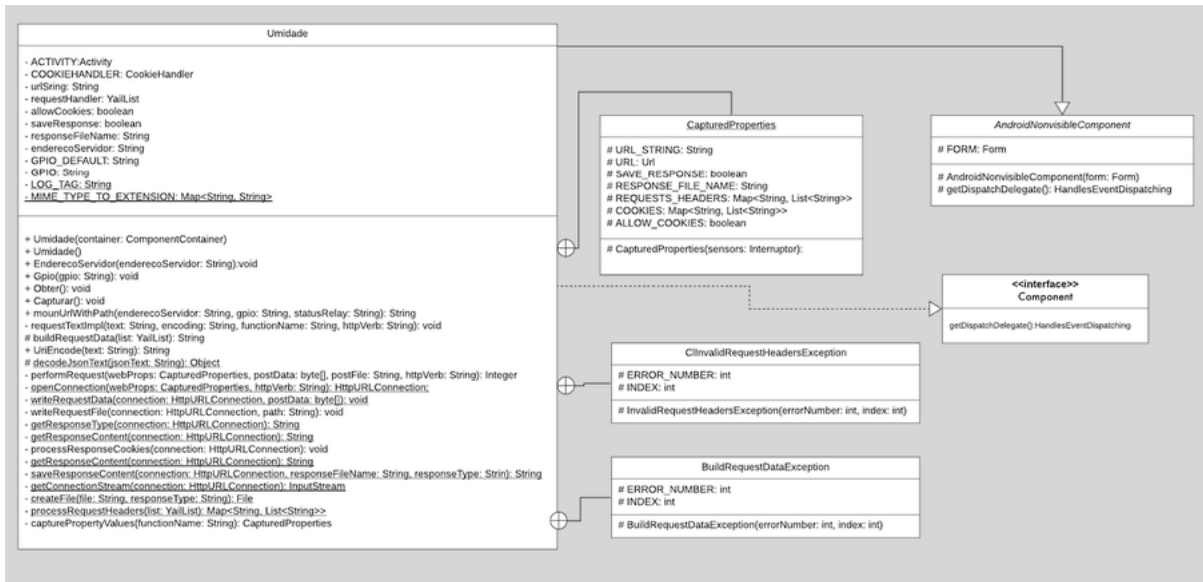 Umidade
- ACTIVITY:Activity
- COOKIEHANDLER: CookieHandler
- urlSring: String
- requestHandler: YailList
- allowCookies: boolean
- saveResponse: boolean
- responseFileName: String
- enderecoServidor: String
- GPIO_DEFAULT: String
- GPIO: String
- LOG_TAG: String
- MIME_TYPE_TO_EXTENSION: Map<String, String>
+ Umidade(container: ComponentContainer)
+ Umidade()
+ EnderecoServidor(enderecoServidor: String):void
+ Gpio(gpio: String): void
+ Obter(): void
+ Capturar(): void
+ mounUrlWithPath(enderecoServidor: String, gpio: String, statusRelay: String): String
- requestTextImpl(text: String, encoding: String, functionName: String, httpVerb: String): void
# buildRequestData(list: YailList): String
+ UriEncode(text: String): String
# decodeJsonText(jsonText: String): Object
- performRequest(webProps: CapturedProperties, postData: byte[], postFile: String, httpVerb: String): Integer
- openConnection(webProps: CapturedProperties, httpVerb: String): HttpURLConnection;
- writeRequestData(connection: HttpURLConnection, postData: byte[]): void
- writeRequestFile(connection: HttpURLConnection, path: String): void
- getResponseType(connection: HttpURLConnection): String
- getResponseContent(connection: HttpURLConnection): String
- processResponseCookies(connection: HttpURLConnection): void
- getResponseContent(connection: HttpURLConnection): String
- saveResponseContent(connection: HttpURLConnection, responseFileName: String, responseType: Strin): String
- getConnectionStream(connection: HttpURLConnection): InputStream
- createFile(file: String, responseType: String): File
- processRequestHeaders(list: YailList): Map<String, List<String>>
- capturePropertyValues(functionName: String): CapturedProperties
CapturedProperties
# URL_STRING: String
# URL: Url
# SAVE_RESPONSE: boolean
# RESPONSE_FILE_NAME: String
# REQUESTS_HEADERS: Map<String, List<String>>
# COOKIES: Map<String, List<String>>
# ALLOW_COOKIES: boolean
# CapturedProperties(sensors: Interruptor):
AndroidNonvisibleComponent
# FORM: Form
# AndroidNonvisibleComponent(form: Form)
# getDispatchDelegate(): HandlesEventDispatching
<<interface>>
Component
getDispatchDelegate():HandlesEventDispatching
ClInvalidRequestHeadersException
# ERROR_NUMBER: int
# INDEX: int
# InvalidRequestHeadersException(errorNumber: int, index: int)
BuildRequestDataException
# ERROR_NUMBER: int
# INDEX: int
# BuildRequestDataException(errorNumber: int, index: int)